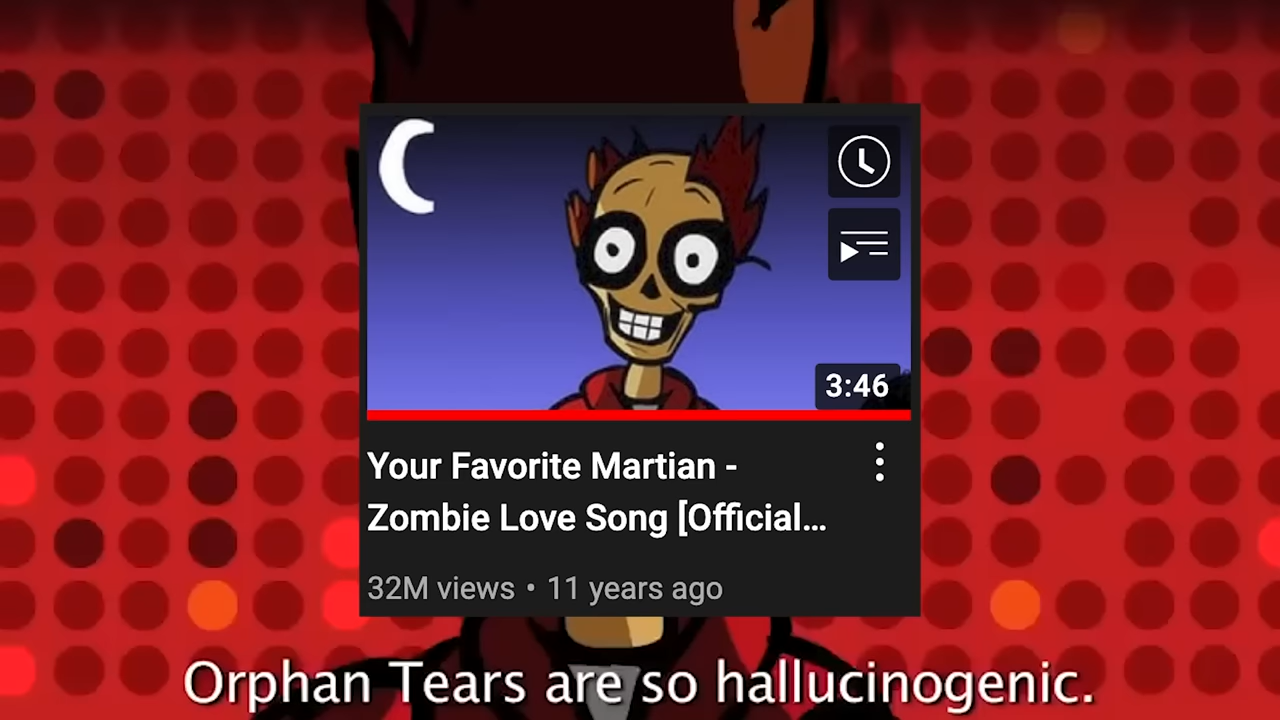 3:46
Your Favorite Martian -
Zombie Love Song [Official...
32M views • 11 years ago
Orphan Tears are so hallucinogenic.